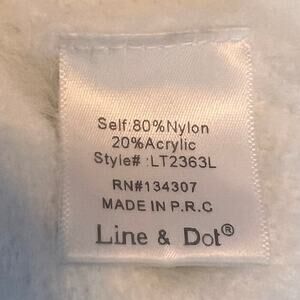 Self:80%Nylon
20%Acrylic
Style# :LT2363L
RN#134307
MADE IN P.R.C
Line & Dot®